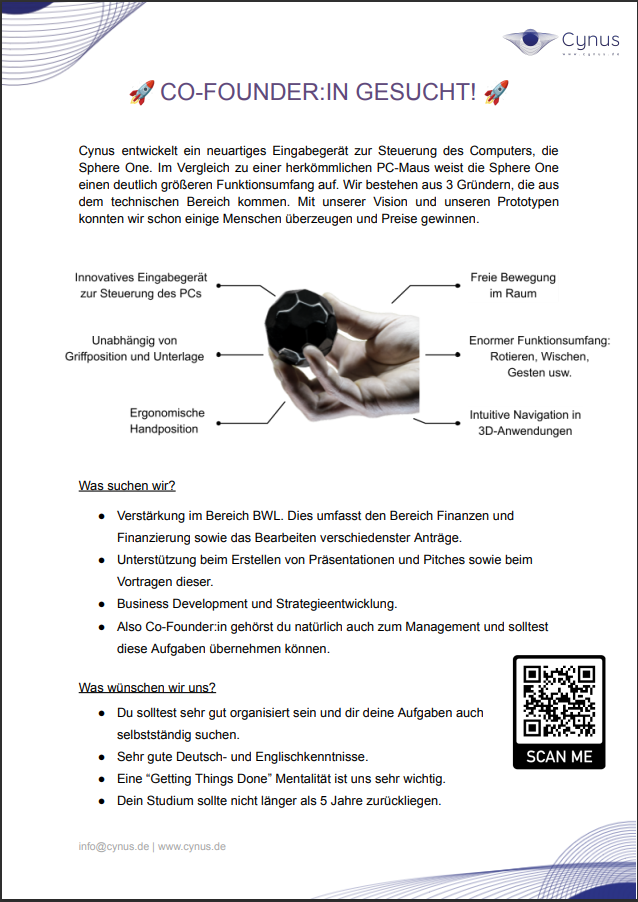 Cynus
www.cynus.de
🚀 CO-FOUNDER:IN GESUCHT! 🚀
Cynus entwickelt ein neuartiges Eingabegerät zur Steuerung des Computers, die
Sphere One. Im Vergleich zu einer herkömmlichen PC-Maus weist die Sphere One
einen deutlich größeren Funktionsumfang auf. Wir bestehen aus 3 Gründern, die aus
dem technischen Bereich kommen. Mit unserer Vision und unseren Prototypen
konnten wir schon einige Menschen überzeugen und Preise gewinnen.
Innovatives Eingabegerät
zur Steuerung des PCs
Freie Bewegung
im Raum
Unabhängig von
Griffposition und Unterlage
Enormer Funktionsumfang:
Rotieren, Wischen,
Gesten usw.
Ergonomische
Handposition
Intuitive Navigation in
3D-Anwendungen
Was suchen wir?
● Verstärkung im Bereich BWL. Dies umfasst den Bereich Finanzen und
Finanzierung sowie das Bearbeiten verschiedenster Anträge.
● Unterstützung beim Erstellen von Präsentationen und Pitches sowie beim
Vortragen dieser.
● Business Development und Strategieentwicklung.
● Also Co-Founder:in gehörst du natürlich auch zum Management und solltest
diese Aufgaben übernehmen können.
Was wünschen wir uns?
● Du solltest sehr gut organisiert sein und dir deine Aufgaben auch
selbstständig suchen.
● Sehr gute Deutsch- und Englischkenntnisse.
● Eine “Getting Things Done” Mentalität ist uns sehr wichtig.
● Dein Studium sollte nicht länger als 5 Jahre zurückliegen.
SCAN ME
info@cynus.de | www.cynus.de